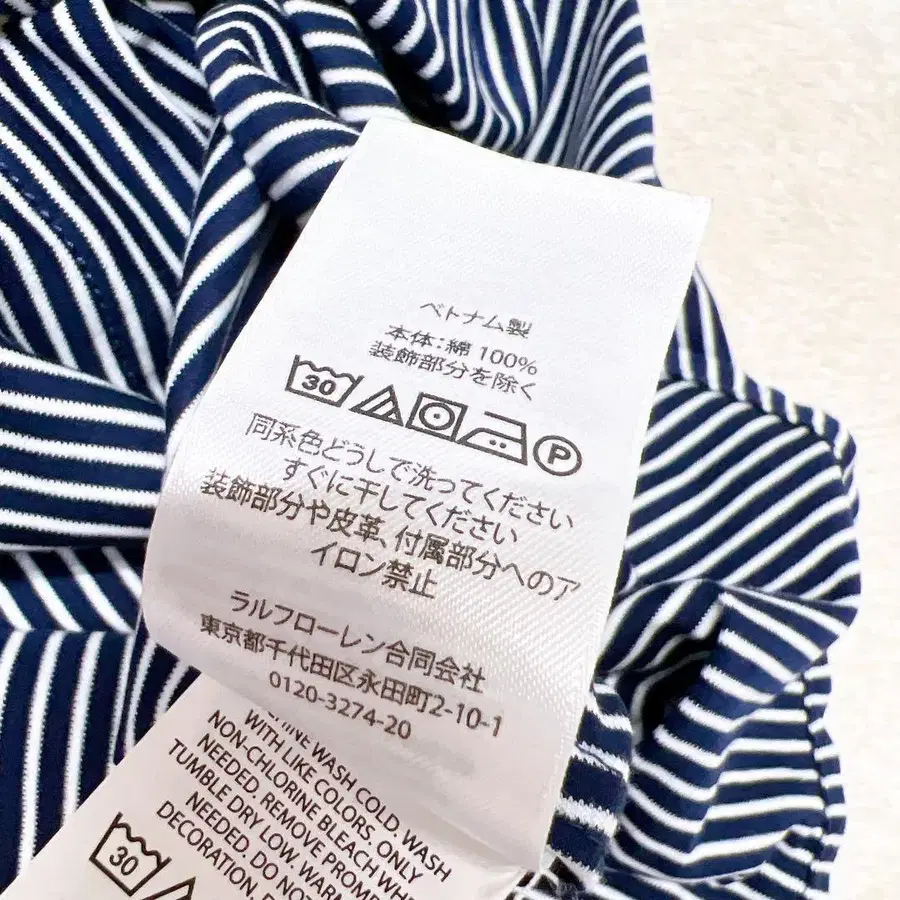 ベトナム製
本体:綿 100%
装飾部分を除く
30 P
同系色どうしで洗ってください
すぐに干してください
装飾部分や皮革、付属部分へのア
イロン禁止
ラルフローレン合同会社
東京都千代田区永田町2-10-1
0120-3274-20
WASH COLD, WASH
WITH LIKE COLORS. ONLY
NON-CHLORINE BLEACH
NEEDED. REMOVE
TUMBLE DRY LOW. WARM
NEEDED. DO NOT
DECORATION.
30